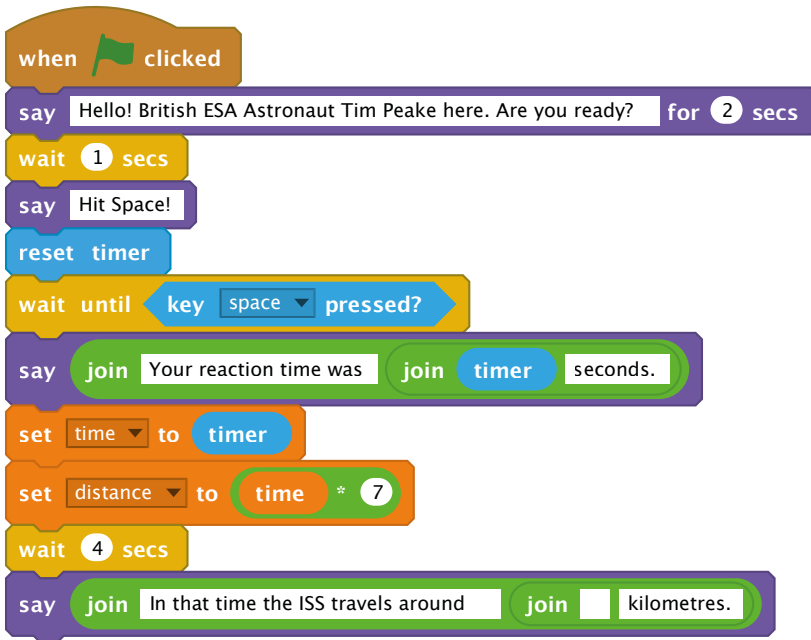 when clicked
say Hello! British ESA Astronaut Tim Peake here. Are you ready? for 2 secs
wait 1 secs
say Hit Space!
reset timer
wait until key space pressed?
say join Your reaction time was join timer seconds.
set time to timer
set distance to time * 7
wait 4 secs
say join In that time the ISS travels around join kilometres.